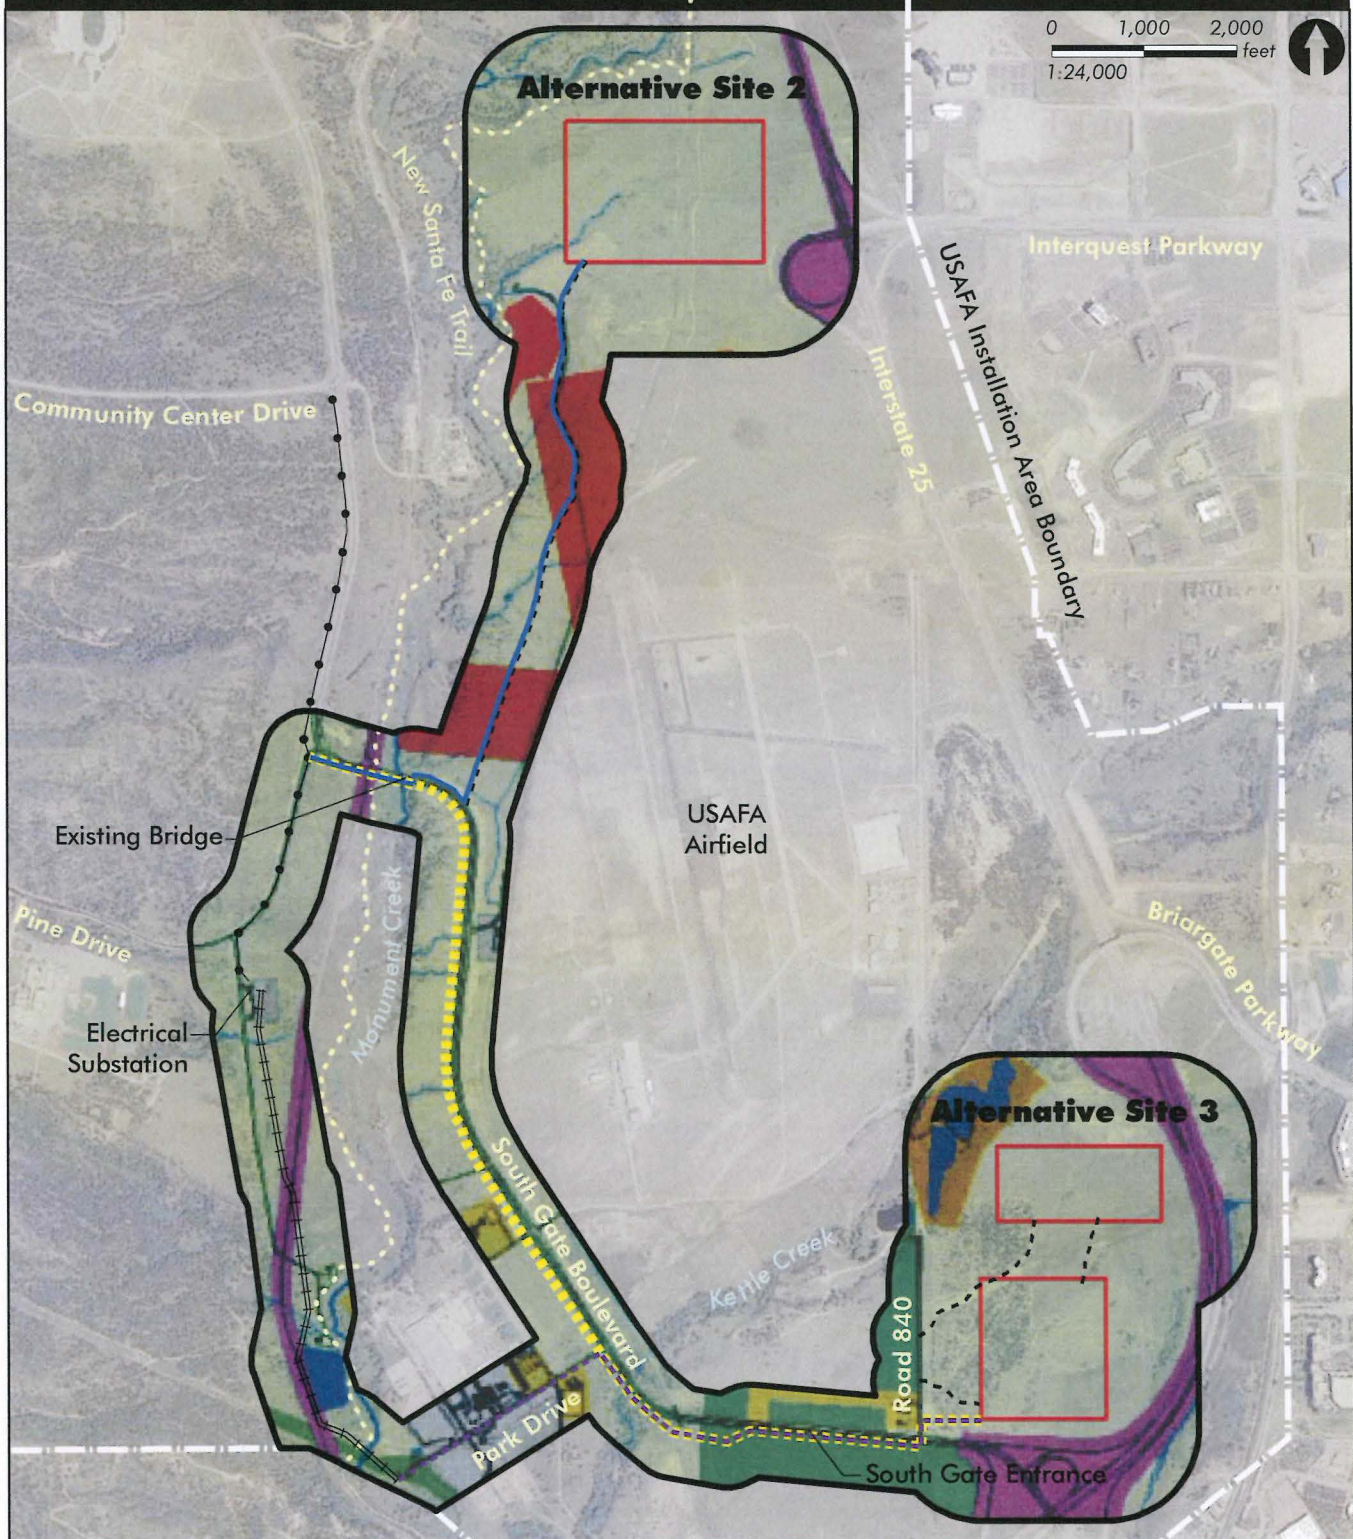 0 1,000 2,000
feet
1:24,000
Alternative Site 2
New Santa Fe Trail
Interquest Parkway
USAFA Installation Area Boundary
Interstate 25
Community Center Drive
USAFA
Airfield
Existing Bridge
Monument Creek
Pine Drive
Briargate Parkway
Electrical
Substation
Alternative Site 3
South Gate Boulevard
Kettle Creek
Road 840
Park Drive
South Gate Entrance